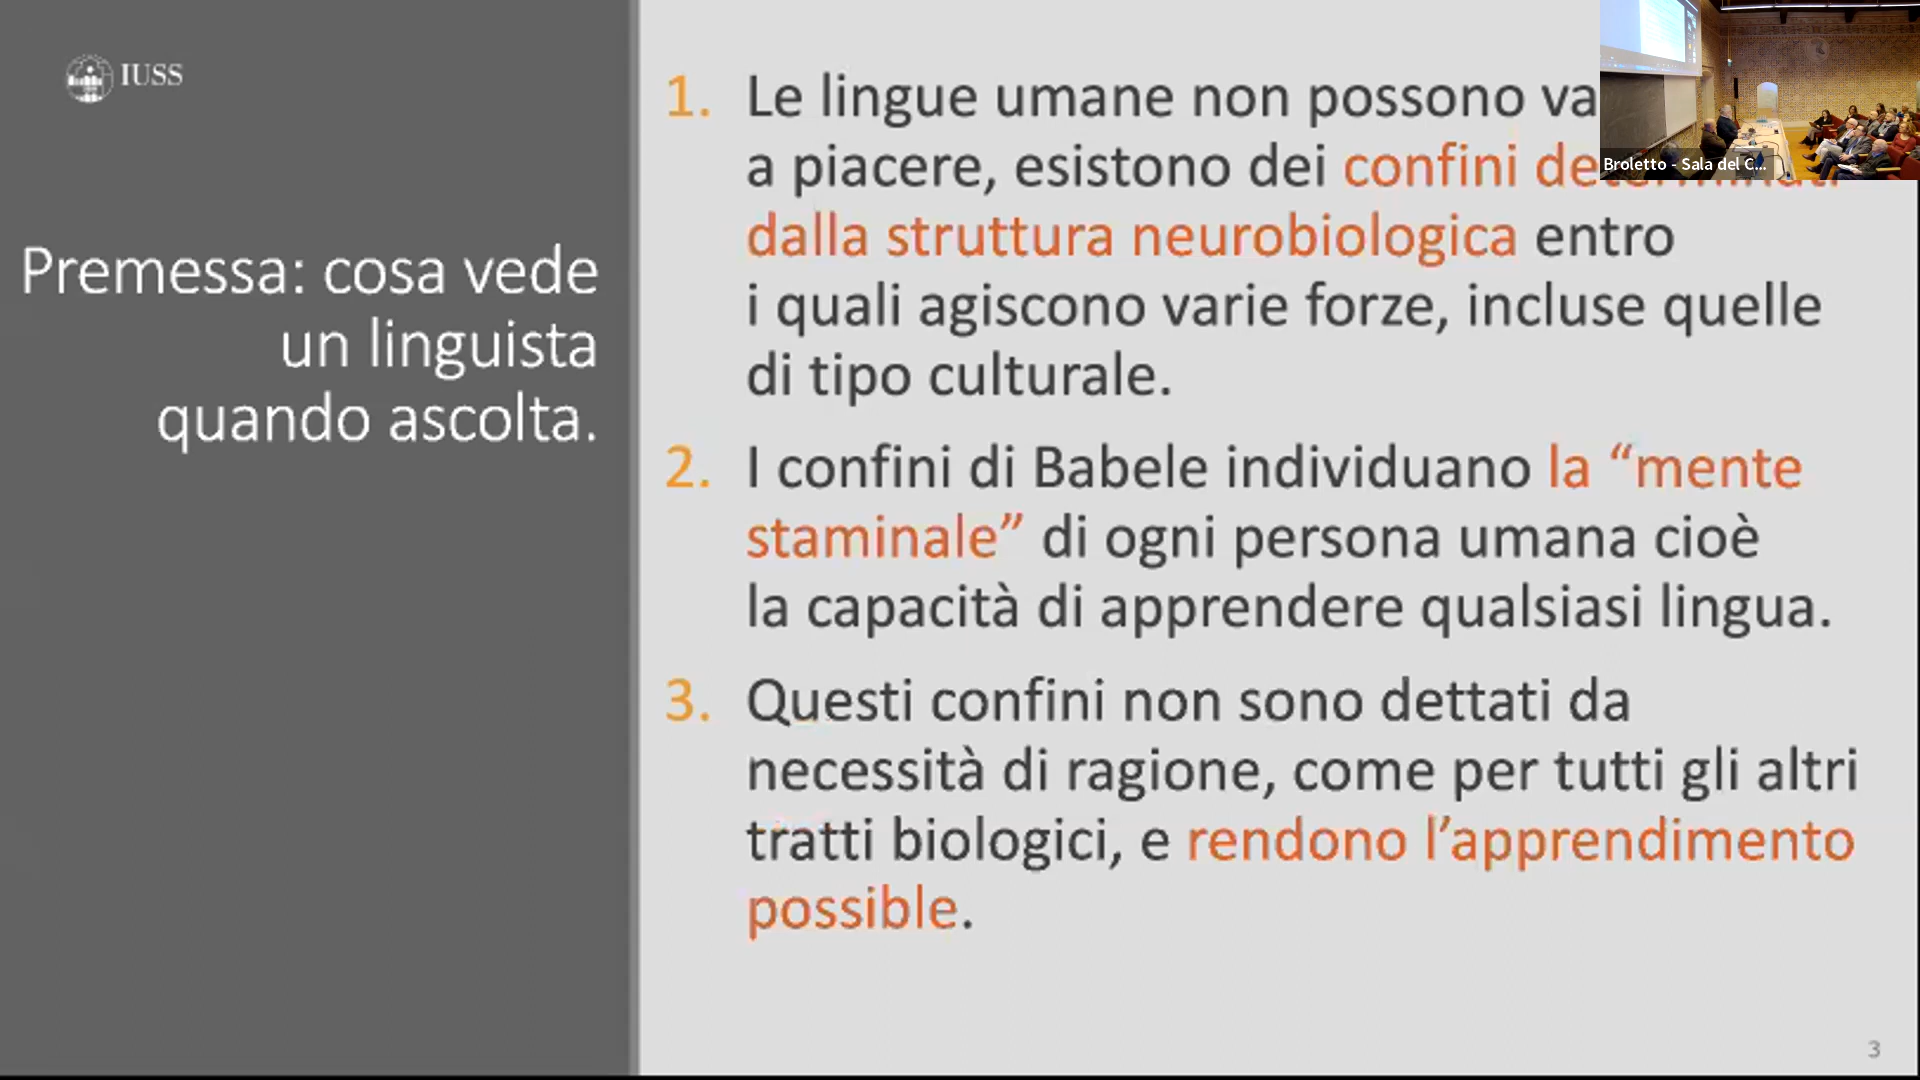 IUSS
Premessa: cosa vede
un linguista
quando ascolta.
1. Le lingue umane non possono
a piacere, esistono dei confini
dalla struttura neurobiologica entro
i quali agiscono varie forze, incluse quelle
di tipo culturale.
2. I confini di Babele individuano la “mente
staminale” di ogni persona umana cioè
la capacità di apprendere qualsiasi lingua.
3. Questi confini non sono dettati da
necessità di ragione, come per tutti gli altri
tratti biologici, e rendono l’apprendimento
possible.
Broletto - Sala del C...
3